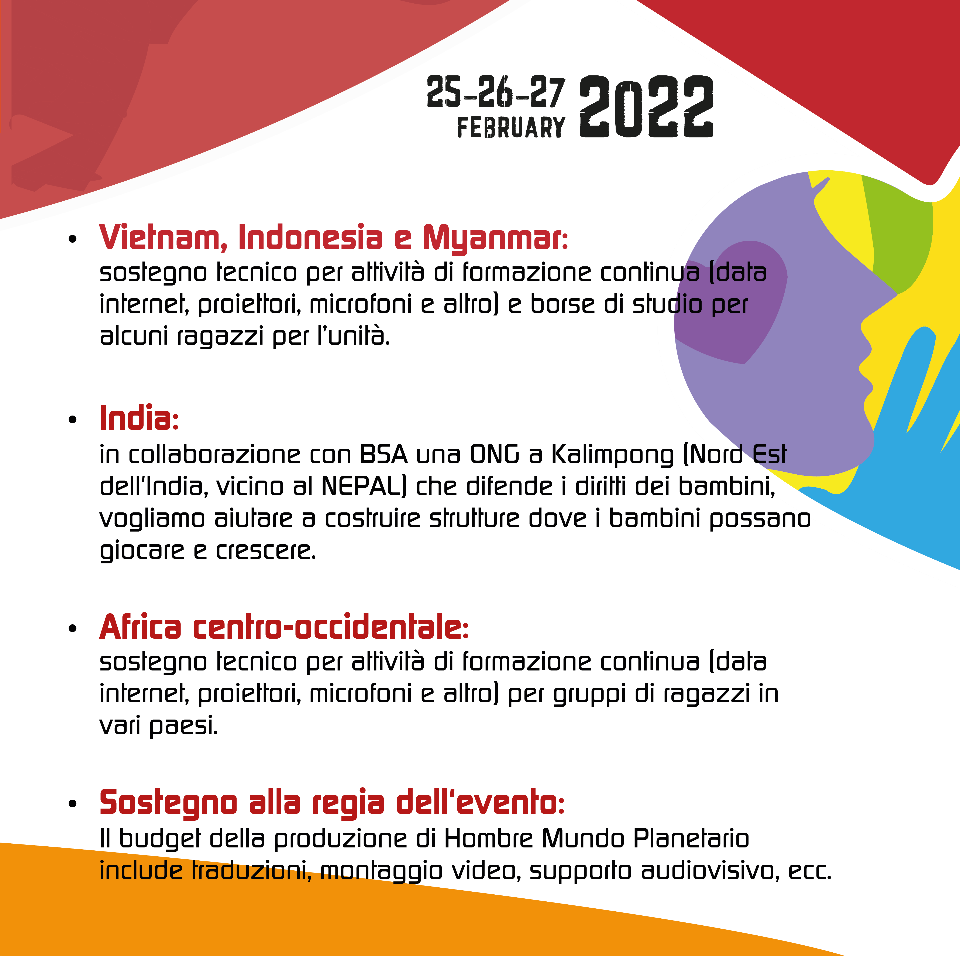 25-26-27 FEBRUARY 2022
• Vietnam, Indonesia e Myanmar:
sostegno tecnico per attività di formazione continua (data
internet, proiettori, microfoni e altro) e borse di studio per
alcuni ragazzi per l'unità.
• India:
in collaborazione con BSA una ONG a Kalimpong (Nord Est
dell'India, vicino al NEPAL) che difende i diritti dei bambini,
vogliamo aiutare a costruire strutture dove i bambini possano
giocare e crescere.
• Africa centro-occidentale:
sostegno tecnico per attività di formazione continua (data
internet, proiettori, microfoni e altro) per gruppi di ragazzi in
vari paesi.
• Sostegno alla regia dell'evento:
Il budget della produzione di Hombre Mundo Planetario
include traduzioni, montaggio video, supporto audiovisivo, ecc.